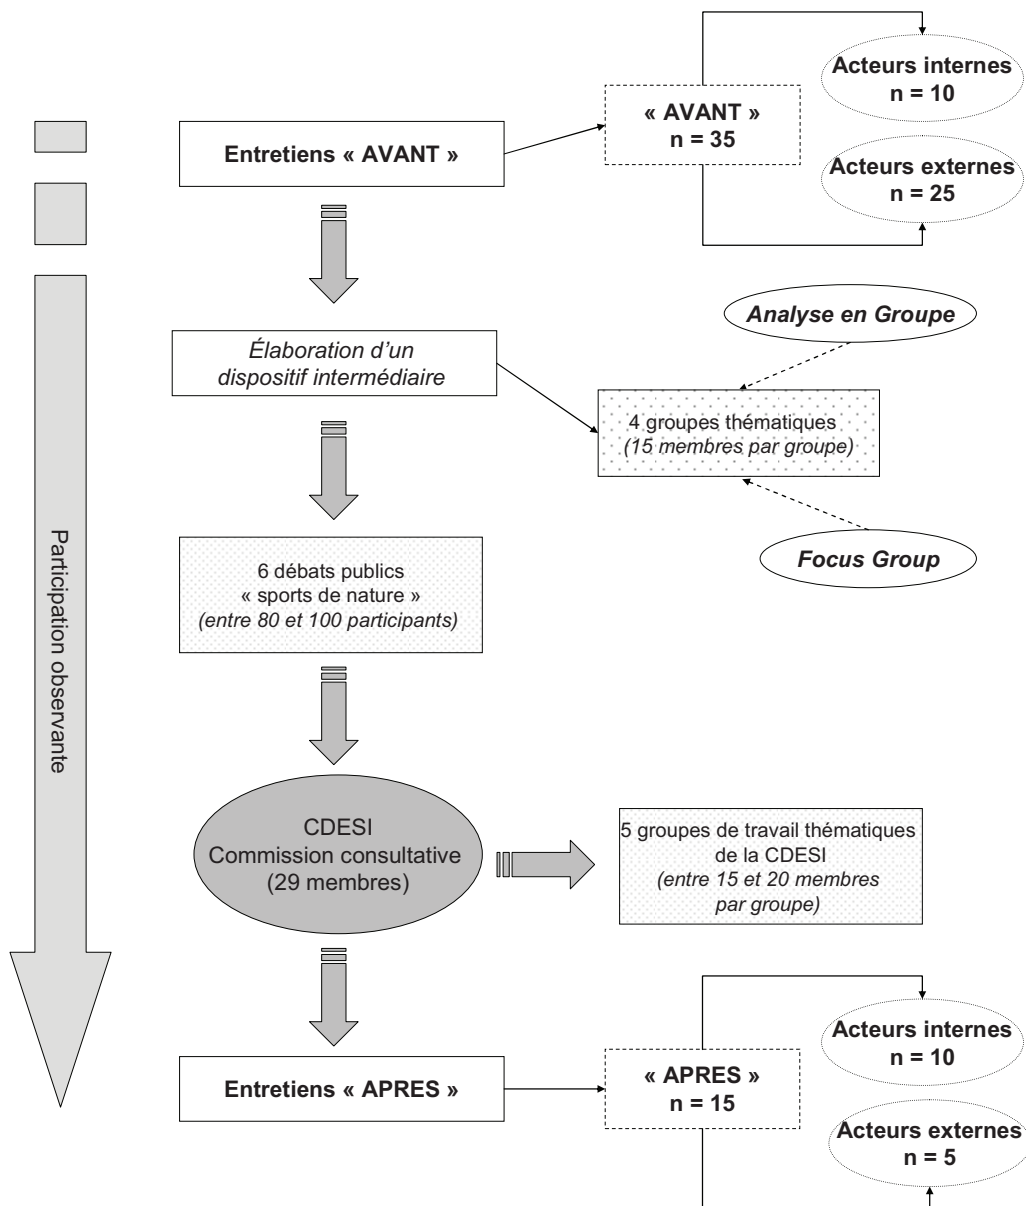 Acteurs internes
n = 10
« AVANT »
n = 35
Entretiens « AVANT »
Acteurs externes
n = 25
Analyse en Groupe
Élaboration d’un
dispositif intermédiaire
4 groupes thématiques
(15 membres par groupe)
Focus Group
6 débats publics
« sports de nature »
(entre 80 et 100 participants)
Participation observante
CDESI
Commission consultative
(29 membres)
5 groupes de travail thématiques
de la CDESI
(entre 15 et 20 membres
par groupe)
Acteurs internes
n = 10
Entretiens « APRES »
« APRES »
n = 15
Acteurs externes
n = 5